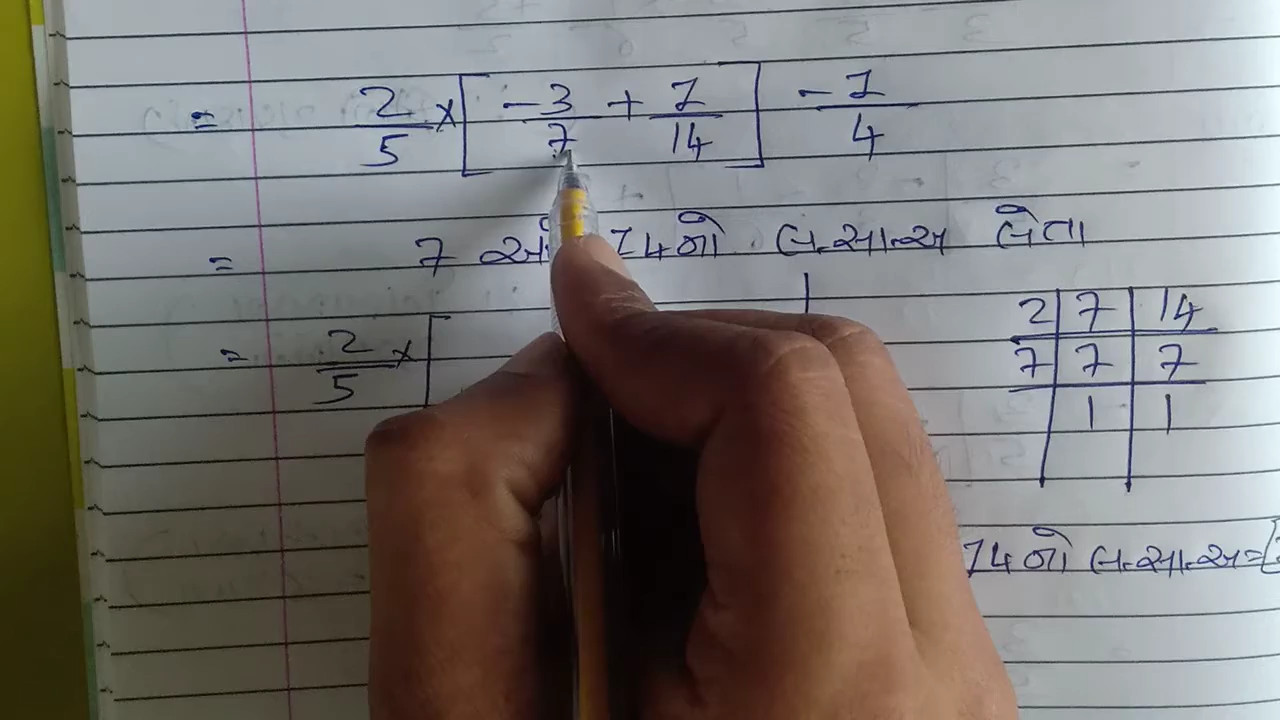 = 2/5 × [ -3/7 + 1/14 ] - 1/4
= 7 14નો લ.સા.અ લેતા
= 2/5 × [
2 | 7 | 14
7 | 7 | 7
1 | 1
14નો લ.સા.અ = [